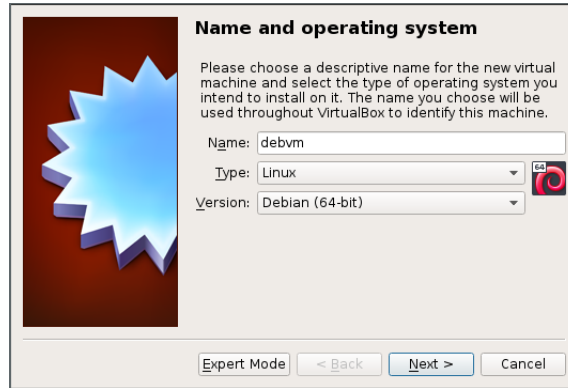 Name and operating system
Please choose a descriptive name for the new virtual
machine and select the type of operating system you
intend to install on it. The name you choose will be
used throughout VirtualBox to identify this machine.
Name: debvm
Type: Linux
64
Version: Debian (64-bit)
Expert Mode < Back Next > Cancel